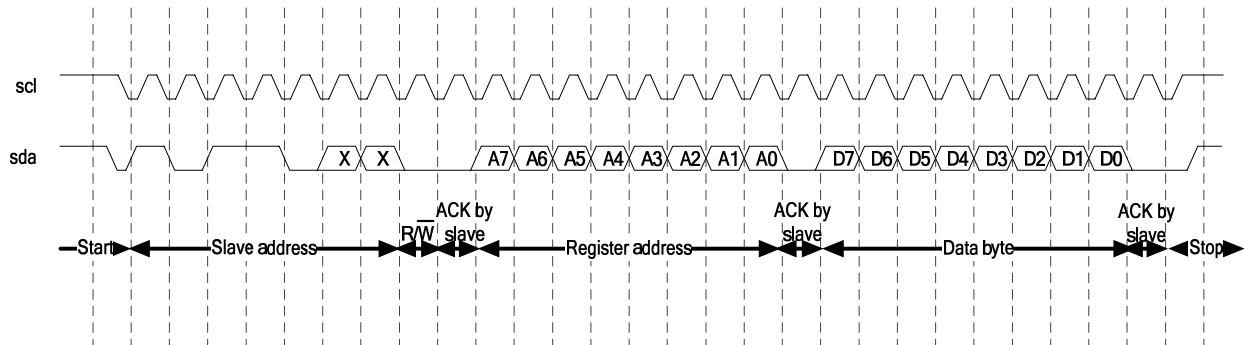 scl
sda
X X A7 A6 A5 A4 A3 A2 A1 A0 D7 D6 D5 D4 D3 D2 D1 D0
Start
Slave address
R/W̅
ACK by
slave
Register address
ACK by
slave
Data byte
ACK by
slave
Stop